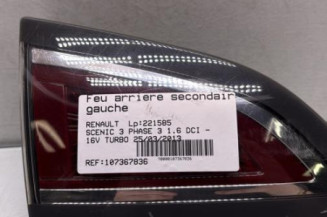 Feu arriere secondair
gauche
RENAULT Lp:221585
SCENIC 3 PHASE 3 1.6 DCI -
16V TURBO 25/03/2013
REF:107367836